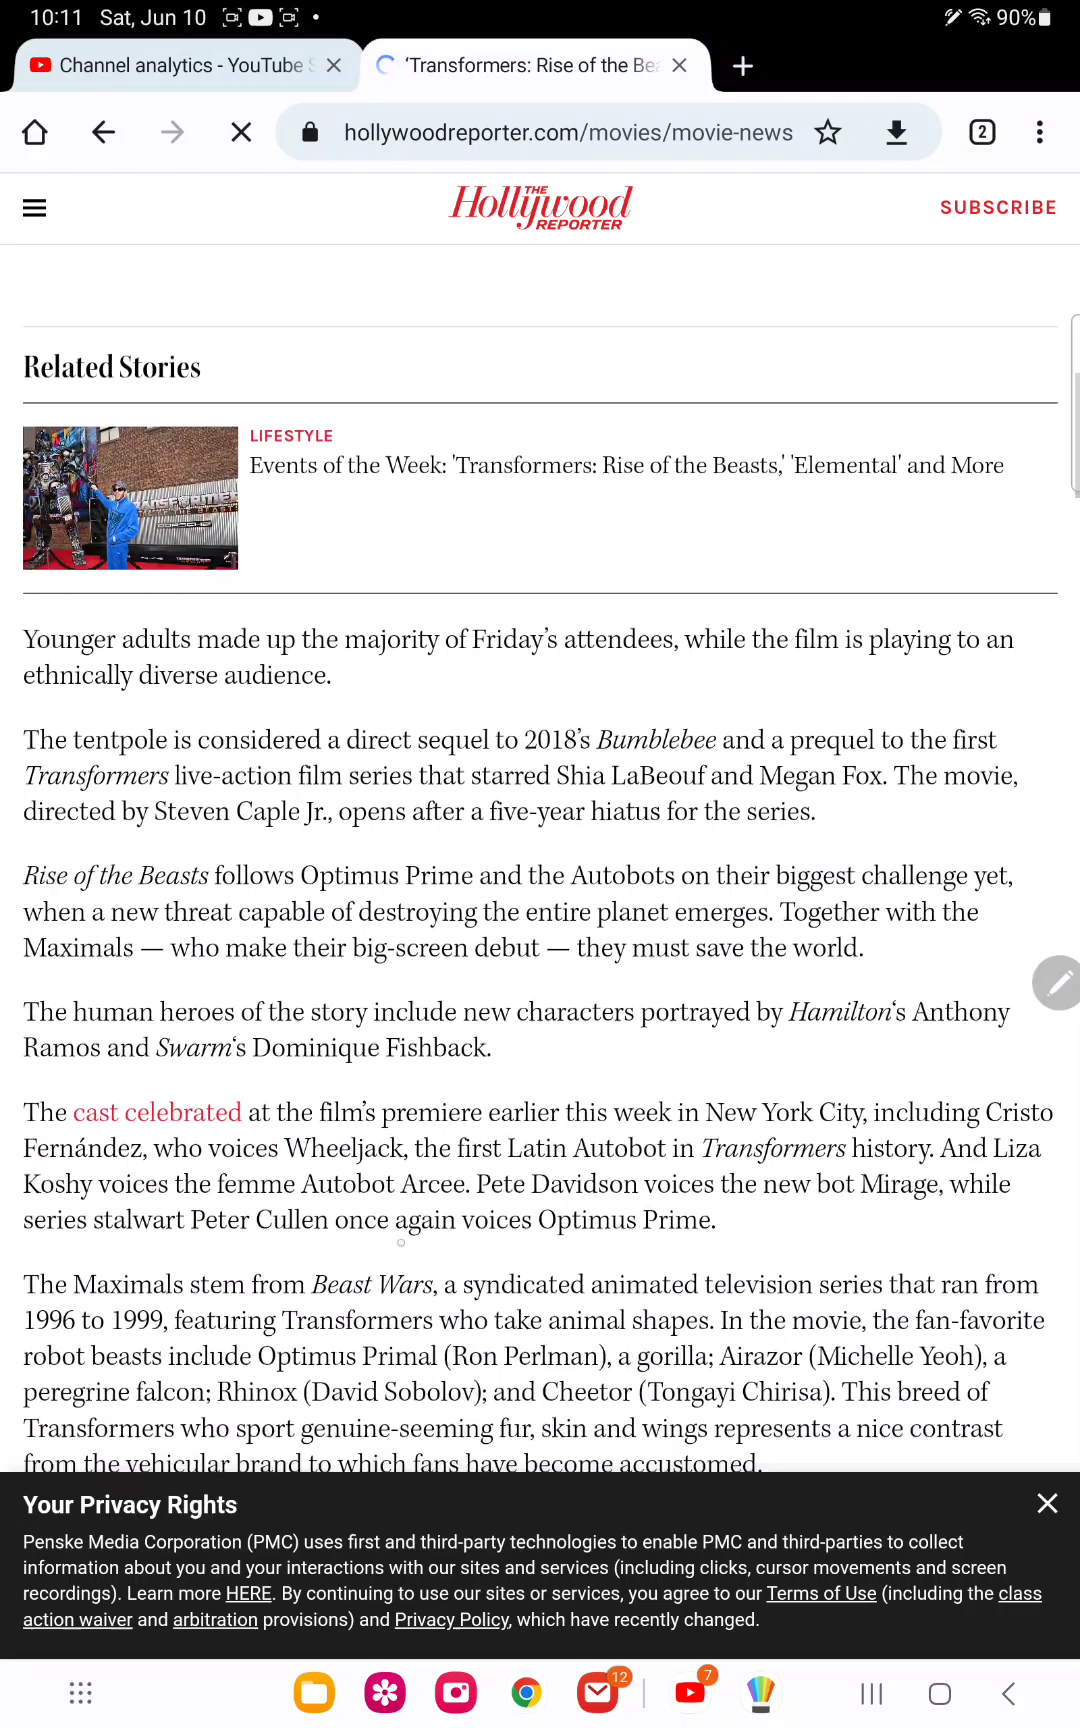 10:11 Sat, Jun 10
90%
Channel analytics - YouTube S
‘Transformers: Rise of the Bea
hollywoodreporter.com/movies/movie-news
2
THE
Hollywood
REPORTER
SUBSCRIBE
Related Stories
LIFESTYLE
Events of the Week: 'Transformers: Rise of the Beasts,' 'Elemental' and More
Younger adults made up the majority of Friday’s attendees, while the film is playing to an
ethnically diverse audience.
The tentpole is considered a direct sequel to 2018’s Bumblebee and a prequel to the first
Transformers live-action film series that starred Shia LaBeouf and Megan Fox. The movie,
directed by Steven Caple Jr., opens after a five-year hiatus for the series.
Rise of the Beasts follows Optimus Prime and the Autobots on their biggest challenge yet,
when a new threat capable of destroying the entire planet emerges. Together with the
Maximals — who make their big-screen debut — they must save the world.
The human heroes of the story include new characters portrayed by Hamilton‘s Anthony
Ramos and Swarm‘s Dominique Fishback.
The cast celebrated at the film’s premiere earlier this week in New York City, including Cristo
Fernández, who voices Wheeljack, the first Latin Autobot in Transformers history. And Liza
Koshy voices the femme Autobot Arcee. Pete Davidson voices the new bot Mirage, while
series stalwart Peter Cullen once again voices Optimus Prime.
The Maximals stem from Beast Wars, a syndicated animated television series that ran from
1996 to 1999, featuring Transformers who take animal shapes. In the movie, the fan-favorite
robot beasts include Optimus Primal (Ron Perlman), a gorilla; Airazor (Michelle Yeoh), a
peregrine falcon; Rhinox (David Sobolov); and Cheetor (Tongayi Chirisa). This breed of
Transformers who sport genuine-seeming fur, skin and wings represents a nice contrast
from the vehicular brand to which fans have become accustomed.
Your Privacy Rights
Penske Media Corporation (PMC) uses first and third-party technologies to enable PMC and third-parties to collect
information about you and your interactions with our sites and services (including clicks, cursor movements and screen
recordings). Learn more HERE. By continuing to use our sites or services, you agree to our Terms of Use (including the class
action waiver and arbitration provisions) and Privacy Policy, which have recently changed.
12
7